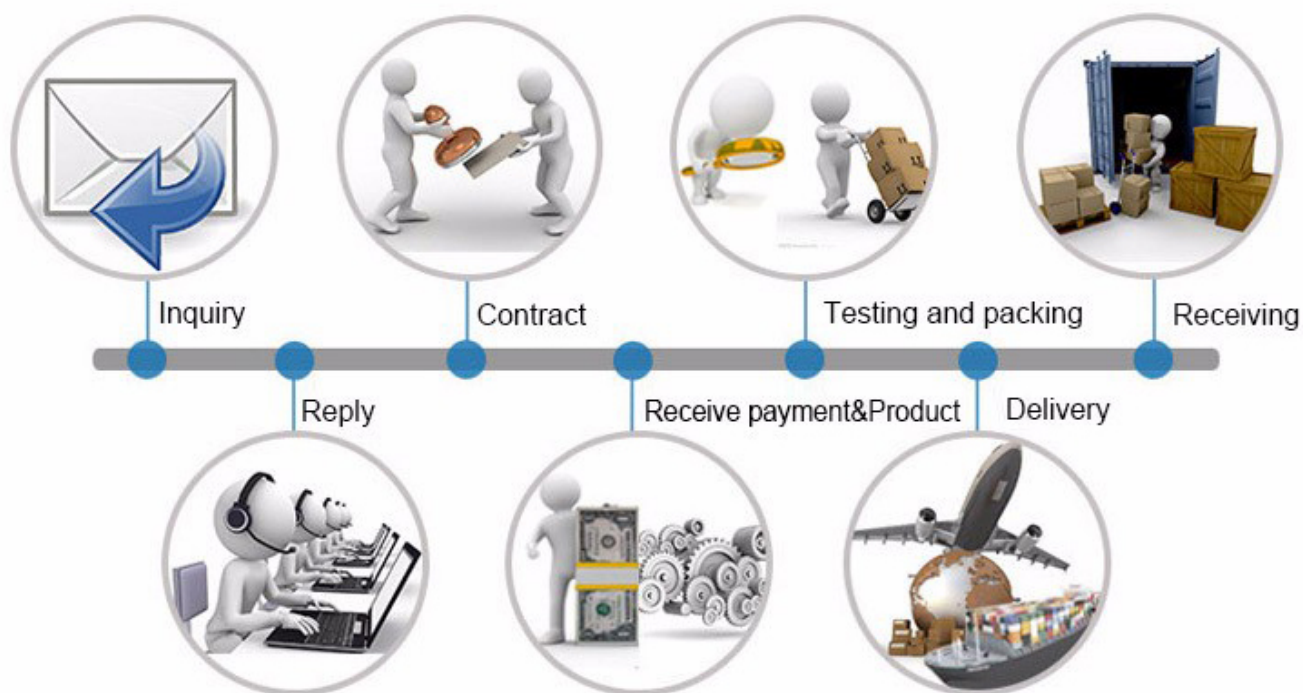 Inquiry
Reply
Contract
Receive payment&Product
Testing and packing
Delivery
Receiving